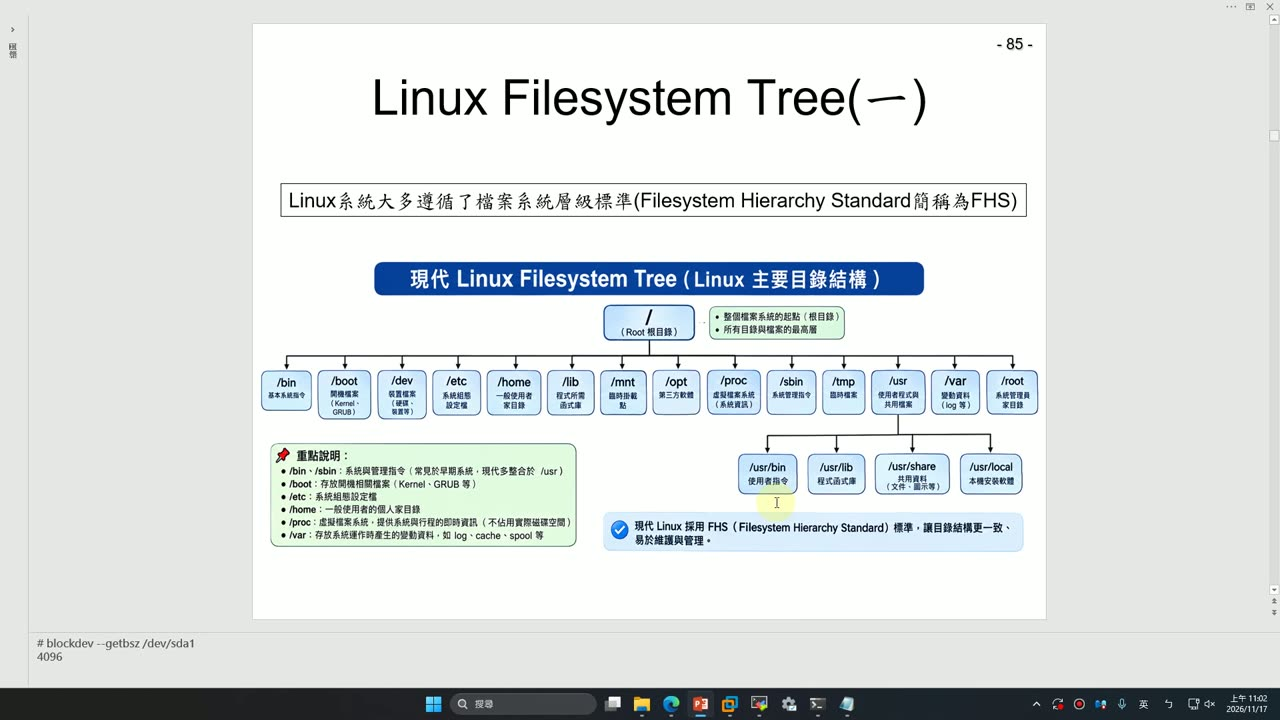 - 85 -
Linux Filesystem Tree(一)
Linux系統大多遵循了檔案系統層級標準(Filesystem Hierarchy Standard簡稱為FHS)
現代 Linux Filesystem Tree ( Linux 主要目錄結構 )
/
( Root 根目錄 )
• 整個檔案系統的起點（根目錄）
• 所有目錄與檔案的最高層
/bin
基本系統指令
/boot
開機檔案
( Kernel、
GRUB )
/dev
裝置檔案
( 硬碟、
裝置等 )
/etc
系統組態
設定檔
/home
一般使用者
家目錄
/lib
程式所需
函式庫
/mnt
臨時掛載
點
/opt
第三方軟體
/proc
虛擬檔案系統
( 系統資訊 )
/sbin
系統管理指令
/tmp
臨時檔案
/usr
使用者程式與
共用檔案
/var
變動資料
( log 等 )
/root
系統管理員
家目錄
/usr/bin
使用者指令
/usr/lib
程式函式庫
/usr/share
共用資料
( 文件、圖示等 )
/usr/local
本機安裝軟體
重點說明：
• /bin、/sbin：系統與管理指令（常見於早期系統，現代多整合於 /usr ）
• /boot：存放開機相關檔案（ Kernel、GRUB 等 ）
• /etc：系統組態設定檔
• /home：一般使用者的個人家目錄
• /proc：虛擬檔案系統，提供系統與行程的即時資訊（ 不佔用實際磁碟空間 ）
• /var：存放系統運作時產生的變動資料，如 log、cache、spool 等
現代 Linux 採用 FHS（ Filesystem Hierarchy Standard）標準，讓目錄結構更一致、
易於維護與管理。
# blockdev --getbsz /dev/sda1
4096
搜尋
英
上午 11:02
2026/11/17